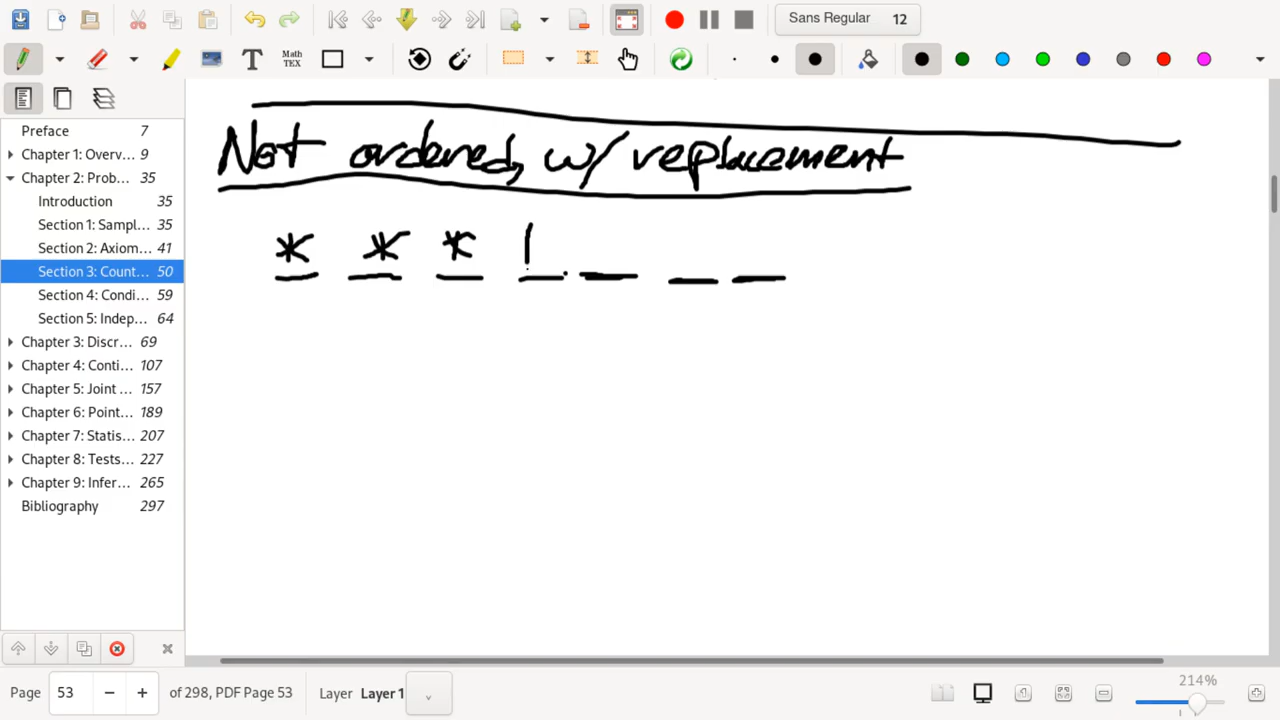 Sans Regular 12
T Math TEX
Preface 7
Chapter 1: Overv... 9
Chapter 2: Prob... 35
Introduction 35
Section 1: Sampl... 35
Section 2: Axiom... 41
Section 3: Count... 50
Section 4: Condi... 59
Section 5: Indep... 64
Chapter 3: Discr... 69
Chapter 4: Conti... 107
Chapter 5: Joint ... 157
Chapter 6: Point... 189
Chapter 7: Statis... 207
Chapter 8: Tests... 227
Chapter 9: Infer... 265
Bibliography 297
Not ordered, w/ replacement
* * * |
Page 53 of 298, PDF Page 53 Layer Layer 1 214%